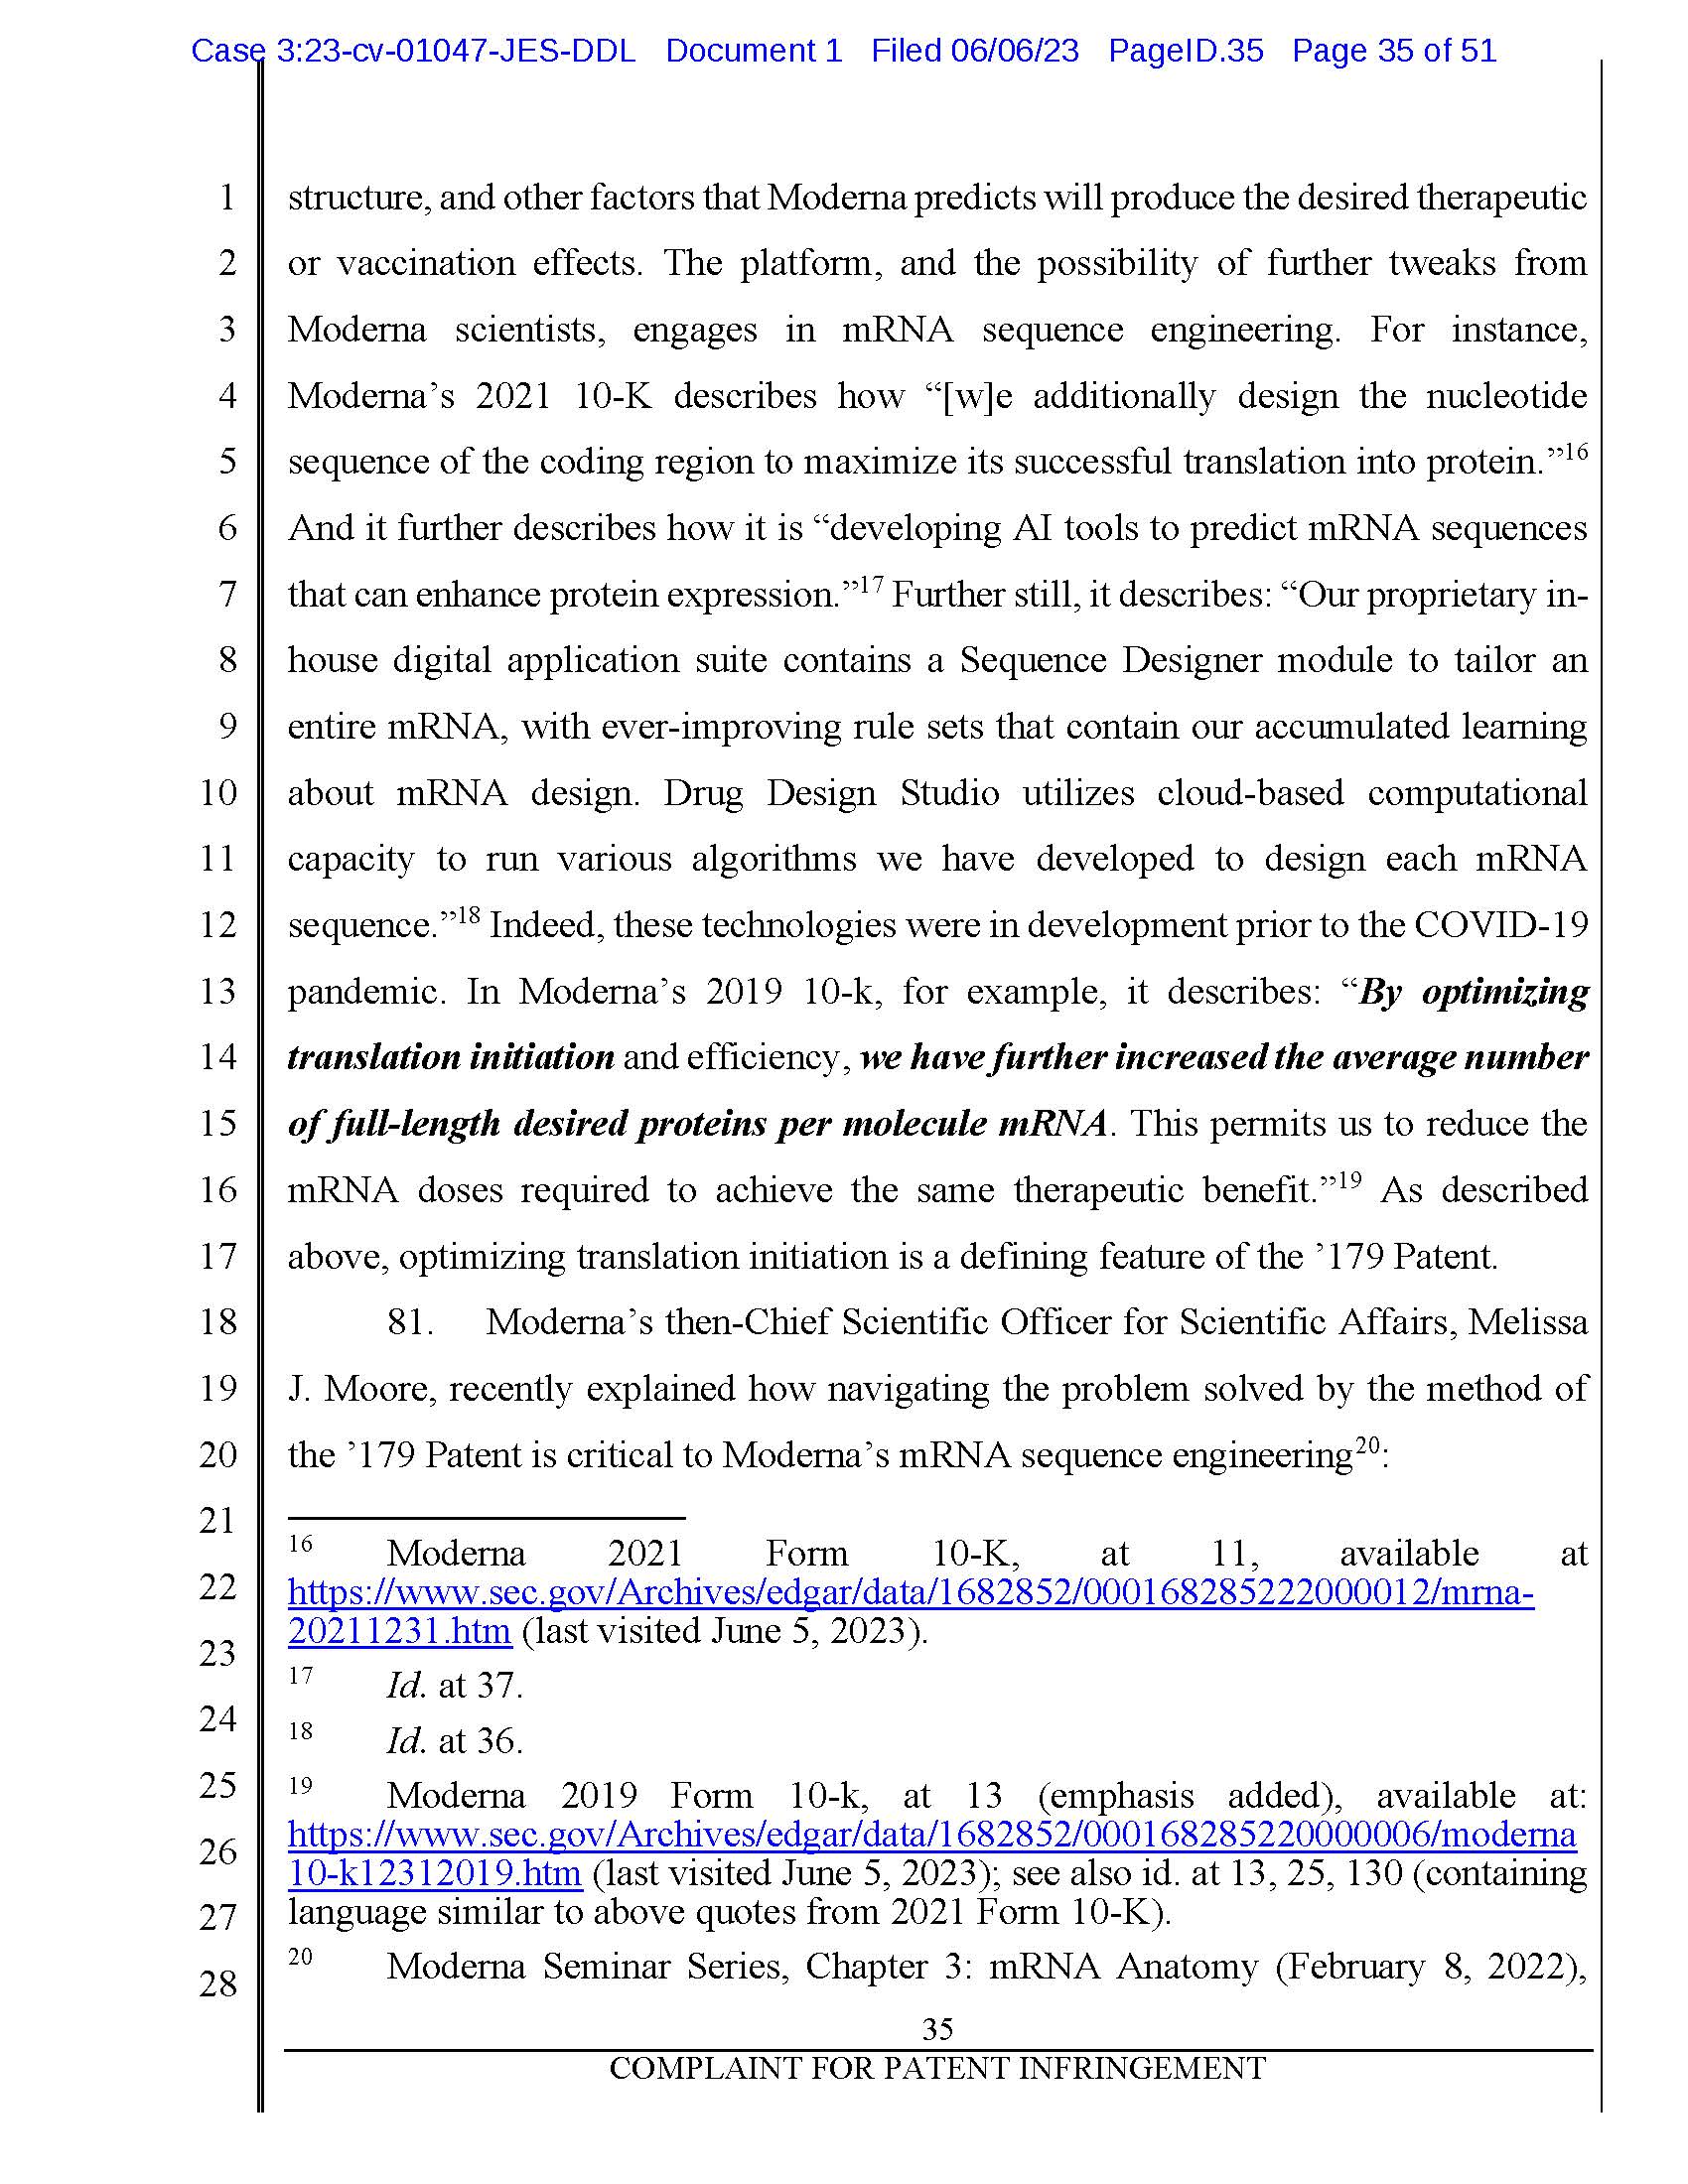 Case 3:23-cv-01047-JES-DDL Document 1 Filed 06/06/23 PageID.35 Page 35 of 51
1 structure, and other factors that Moderna predicts will produce the desired therapeutic
2 or vaccination effects. The platform, and the possibility of further tweaks from
3 Moderna scientists, engages in mRNA sequence engineering. For instance,
4 Moderna’s 2021 10-K describes how “[w]e additionally design the nucleotide
5 sequence of the coding region to maximize its successful translation into protein.”16
6 And it further describes how it is “developing AI tools to predict mRNA sequences
7 that can enhance protein expression.”17 Further still, it describes: “Our proprietary in-
8 house digital application suite contains a Sequence Designer module to tailor an
9 entire mRNA, with ever-improving rule sets that contain our accumulated learning
10 about mRNA design. Drug Design Studio utilizes cloud-based computational
11 capacity to run various algorithms we have developed to design each mRNA
12 sequence.”18 Indeed, these technologies were in development prior to the COVID-19
13 pandemic. In Moderna’s 2019 10-k, for example, it describes: “By optimizing
14 translation initiation and efficiency, we have further increased the average number
15 of full-length desired proteins per molecule mRNA. This permits us to reduce the
16 mRNA doses required to achieve the same therapeutic benefit.”19 As described
17 above, optimizing translation initiation is a defining feature of the ’179 Patent.
18 81. Moderna’s then-Chief Scientific Officer for Scientific Affairs, Melissa
19 J. Moore, recently explained how navigating the problem solved by the method of
20 the ’179 Patent is critical to Moderna’s mRNA sequence engineering20:
21
16 Moderna 2021 Form 10-K, at 11, available at
22 https://www.sec.gov/Archives/edgar/data/1682852/000168285222000012/mrna-
20211231.htm (last visited June 5, 2023).
23
17 Id. at 37.
24
18 Id. at 36.
25 19 Moderna 2019 Form 10-k, at 13 (emphasis added), available at:
https://www.sec.gov/Archives/edgar/data/1682852/000168285220000006/moderna
26
10-k12312019.htm (last visited June 5, 2023); see also id. at 13, 25, 130 (containing
27 language similar to above quotes from 2021 Form 10-K).
20 Moderna Seminar Series, Chapter 3: mRNA Anatomy (February 8, 2022),
28
35
COMPLAINT FOR PATENT INFRINGEMENT